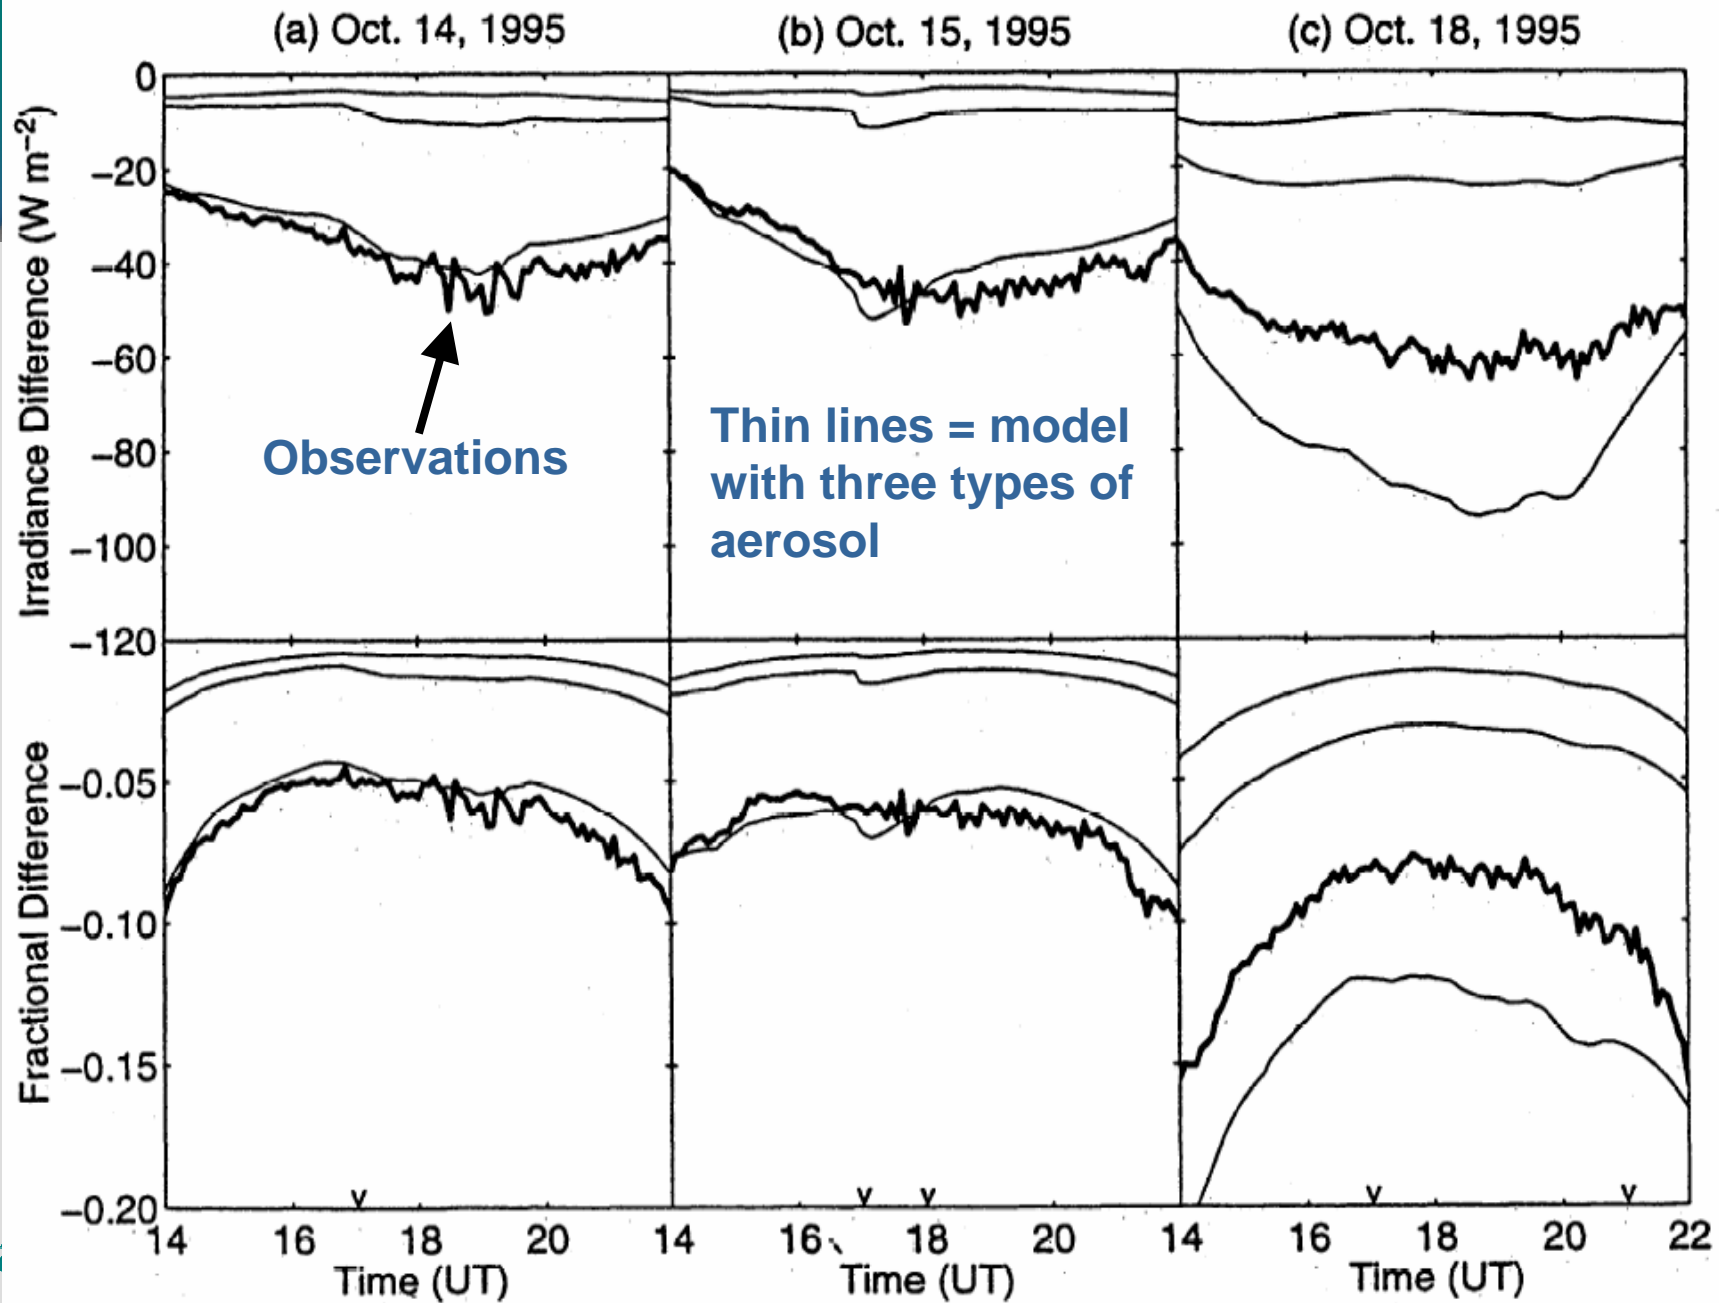 (a) Oct. 14, 1995
(b) Oct. 15, 1995
(c) Oct. 18, 1995
Irradiance Difference (W m−2)
0
−20
−40
−60
−80
−100
−120
Observations
Thin lines = model
with three types of
aerosol
Fractional Difference
−0.05
−0.10
−0.15
−0.20
v
v v
v v
14 16 18 20 14 16 18 20 14 16 18 20 22
Time (UT)
Time (UT)
Time (UT)